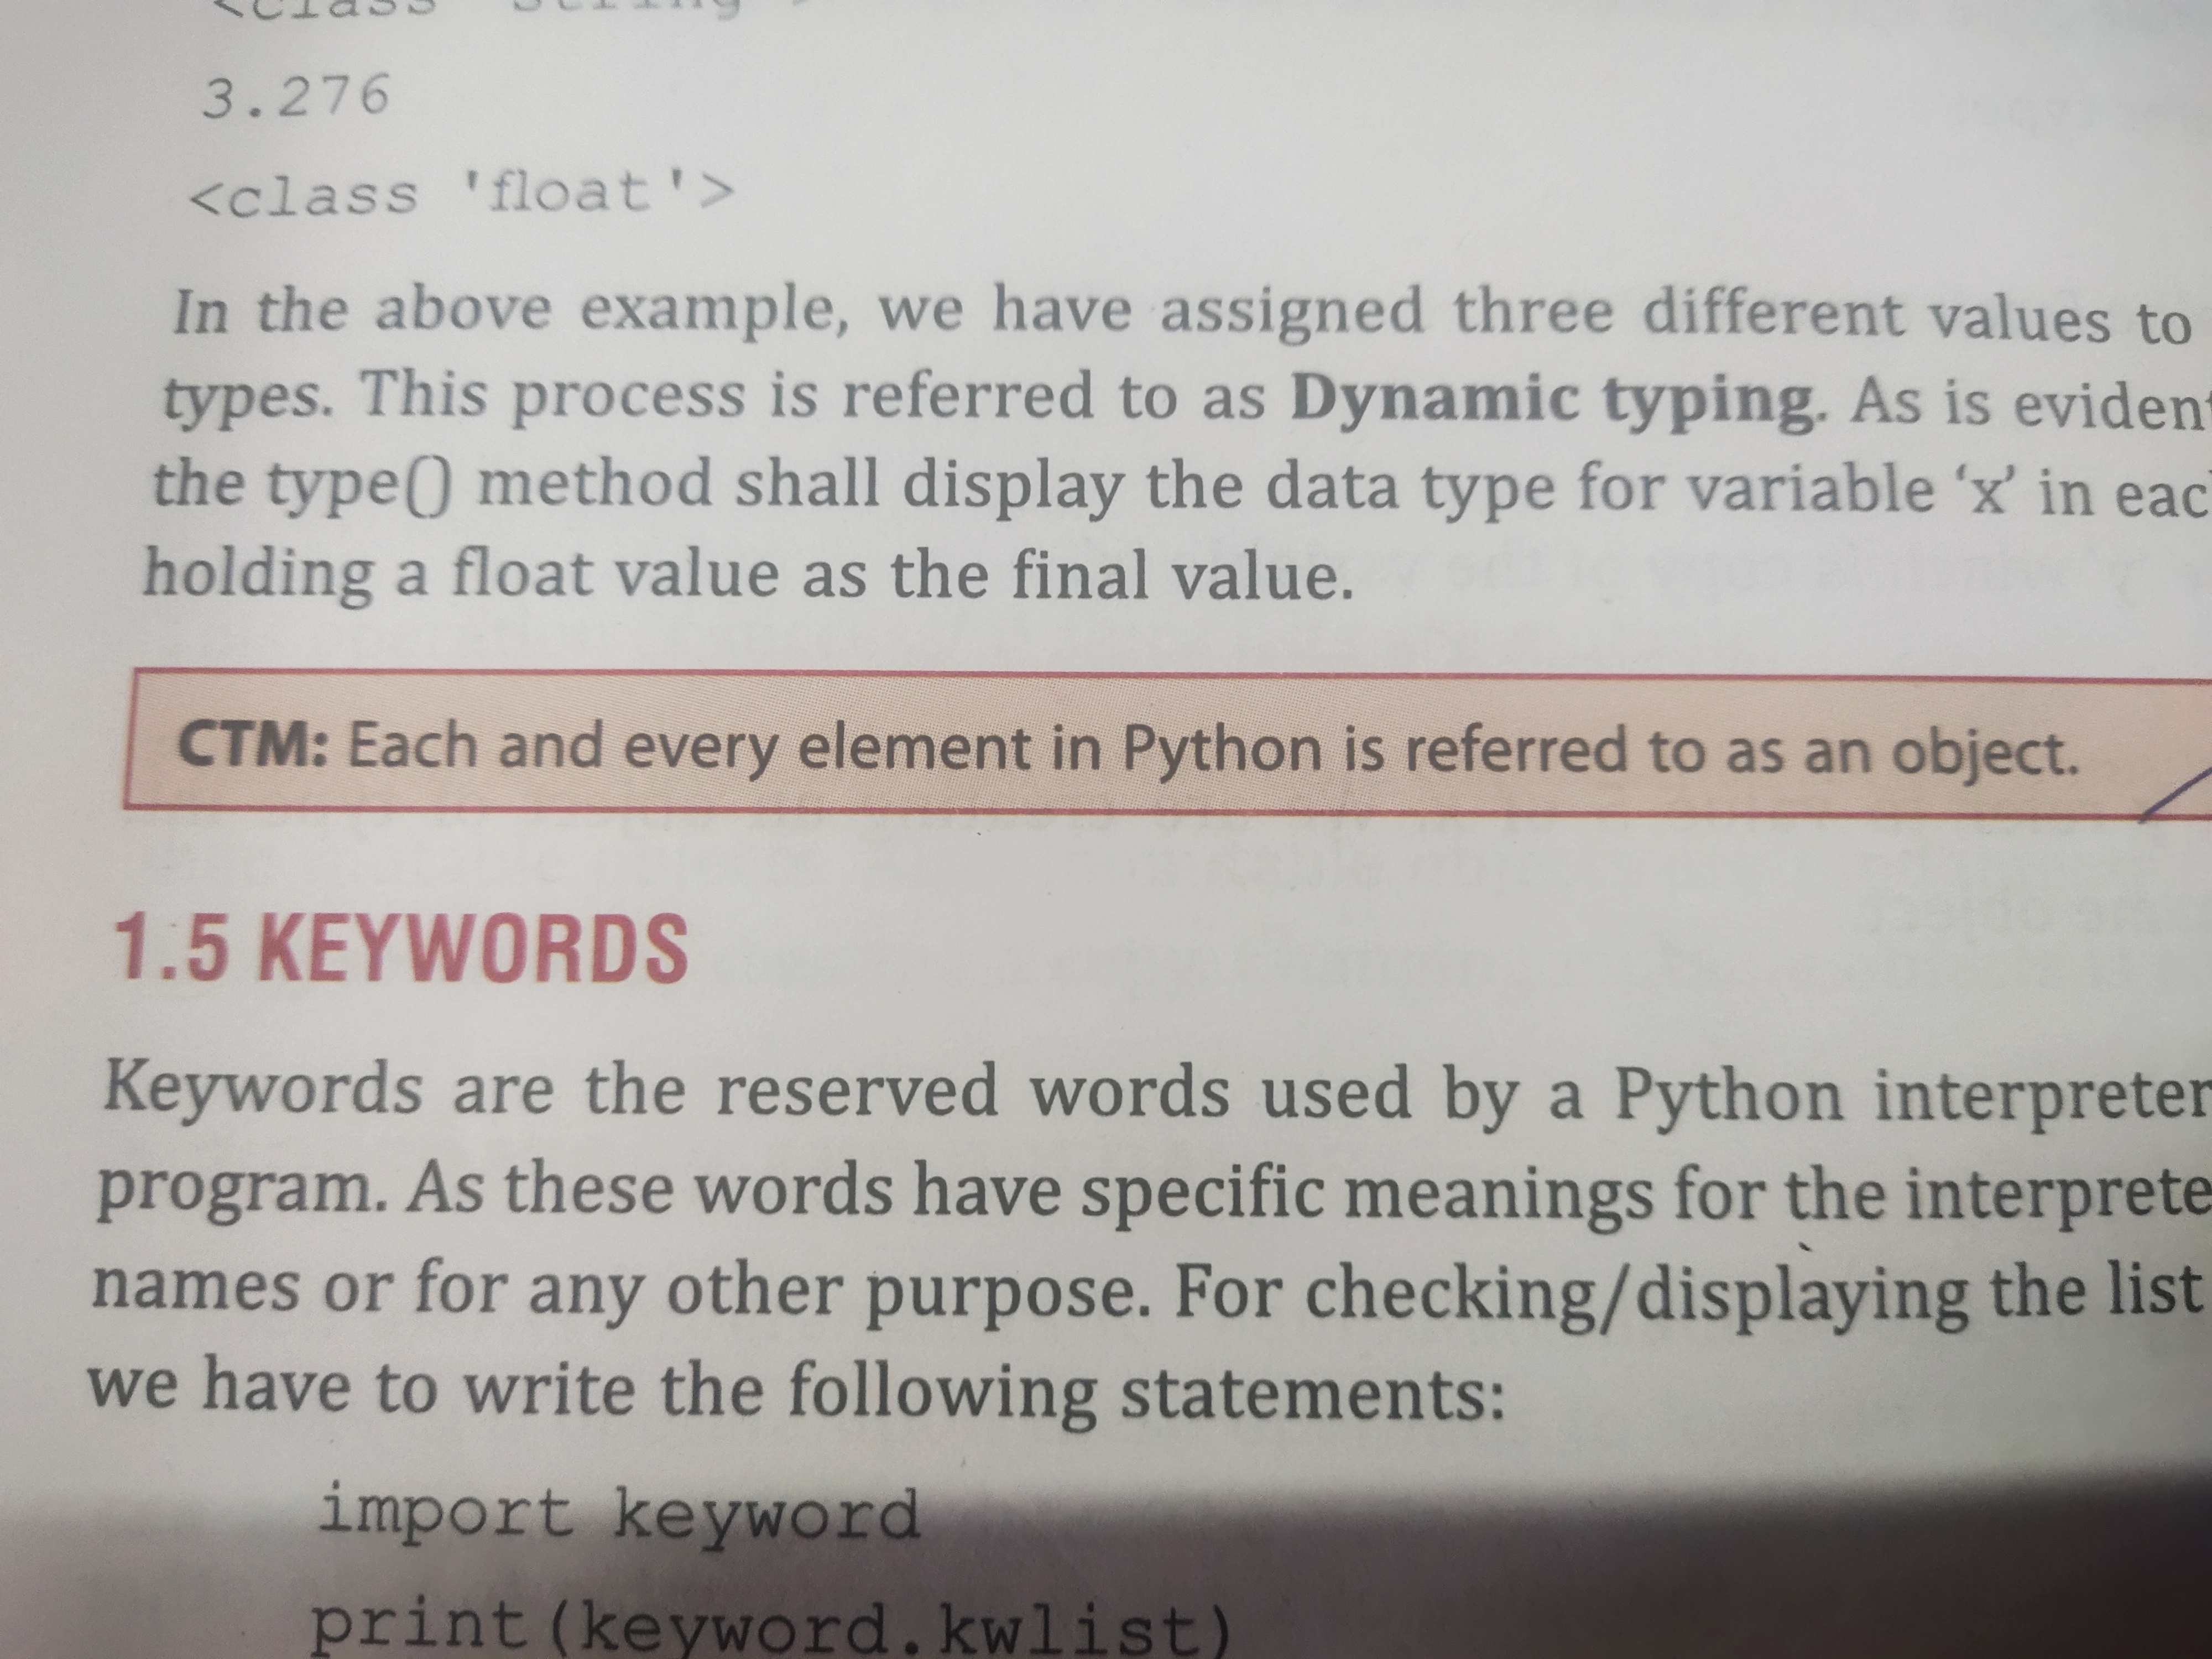 <class 'string'>
3.276
<class 'float'>
In the above example, we have assigned three different values to
types. This process is referred to as Dynamic typing. As is evident
the type() method shall display the data type for variable ‘x’ in
holding a float value as the final value.
CTM: Each and every element in Python is referred to as an object.
1.5 KEYWORDS
Keywords are the reserved words used by a Python interpreter
program. As these words have specific meanings for the
names or for any other purpose. For checking/displaying the list
we have to write the following statements:
import keyword
print(keyword.kwlist)